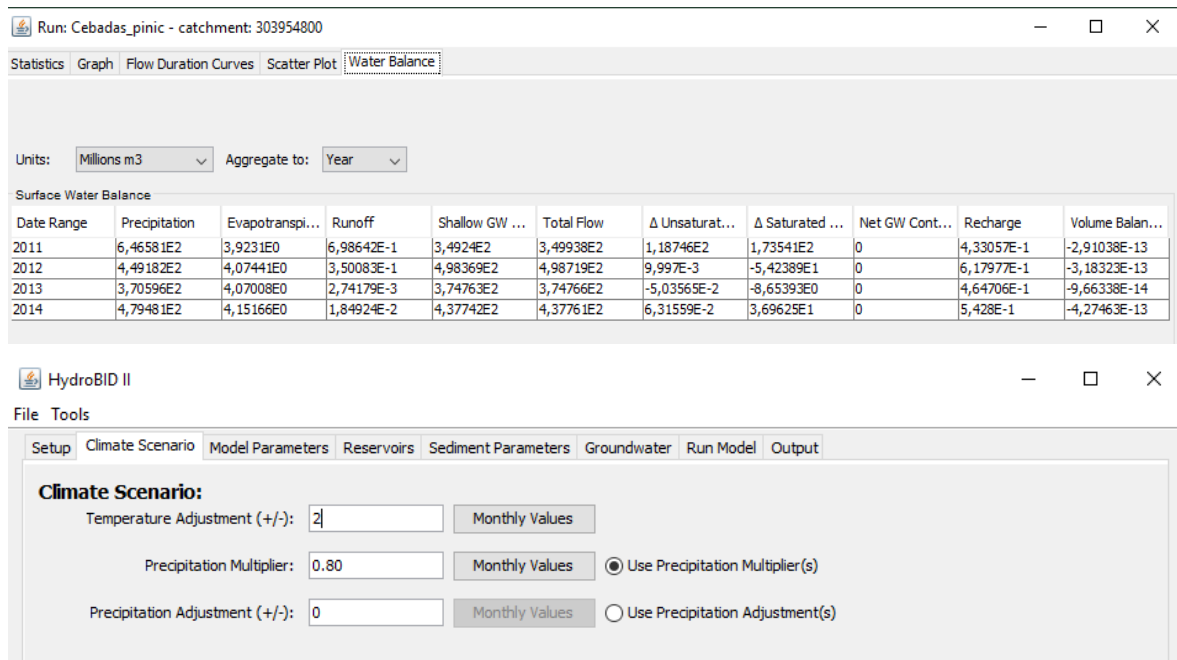 Run: Cebadas_pinic - catchment: 303954800
Statistics Graph Flow Duration Curves Scatter Plot Water Balance
Units: Millions m3 Aggregate to: Year
Surface Water Balance
Date Range Precipitation Evapotranspi... Runoff Shallow GW ... Total Flow Δ Unsaturat... Δ Saturated ... Net GW Cont... Recharge Volume Balan...
2011 6,46581E2 3,9231E0 6,98642E-1 3,4924E2 3,49938E2 1,18746E2 1,73541E2 0 4,33057E-1 -2,91038E-13
2012 4,49182E2 4,07441E0 3,50083E-1 4,98369E2 4,98719E2 9,997E-3 -5,42389E1 0 6,17977E-1 -3,18323E-13
2013 3,70596E2 4,07008E0 2,74179E-3 3,74763E2 3,74766E2 -5,03565E-2 -8,65393E0 0 4,64706E-1 -9,66338E-14
2014 4,79481E2 4,15166E0 1,84924E-2 4,37742E2 4,37761E2 6,31559E-2 3,69625E1 0 5,428E-1 -4,27463E-13
HydroBID II
File Tools
Setup Climate Scenario Model Parameters Reservoirs Sediment Parameters Groundwater Run Model Output
Climate Scenario:
Temperature Adjustment (+/-): 2 Monthly Values
Precipitation Multiplier: 0.80 Monthly Values Use Precipitation Multiplier(s)
Precipitation Adjustment (+/-): 0 Monthly Values Use Precipitation Adjustment(s)